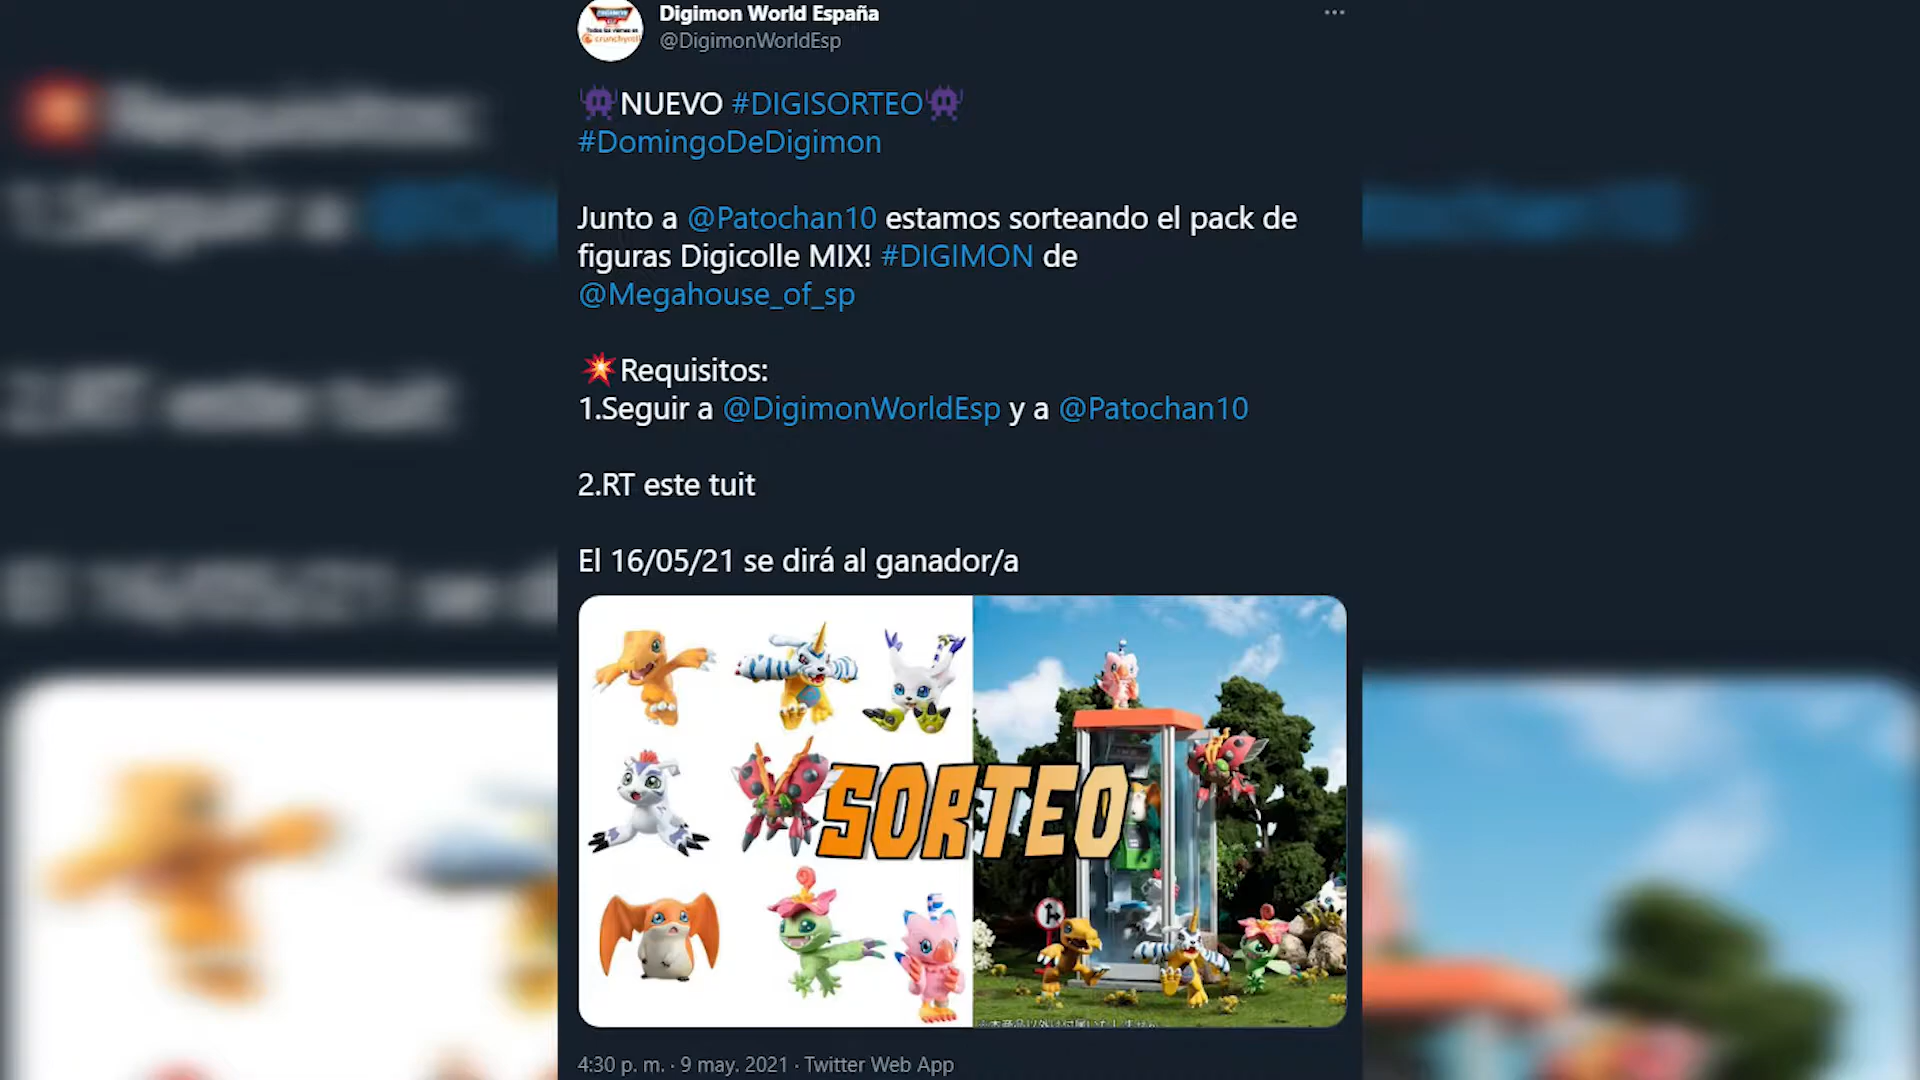 Digimon World España
@DigimonWorldEsp
NUEVO #DIGISORTEO
#DomingoDeDigimon
Junto a @Patochan10 estamos sorteando el pack de
figuras Digicolle MIX! #DIGIMON de
@Megahouse_of_sp
Requisitos:
1.Seguir a @DigimonWorldEsp y a @Patochan10
2.RT este tuit
El 16/05/21 se dirá al ganador/a
SORTEO
4:30 p. m. · 9 may. 2021 · Twitter Web App